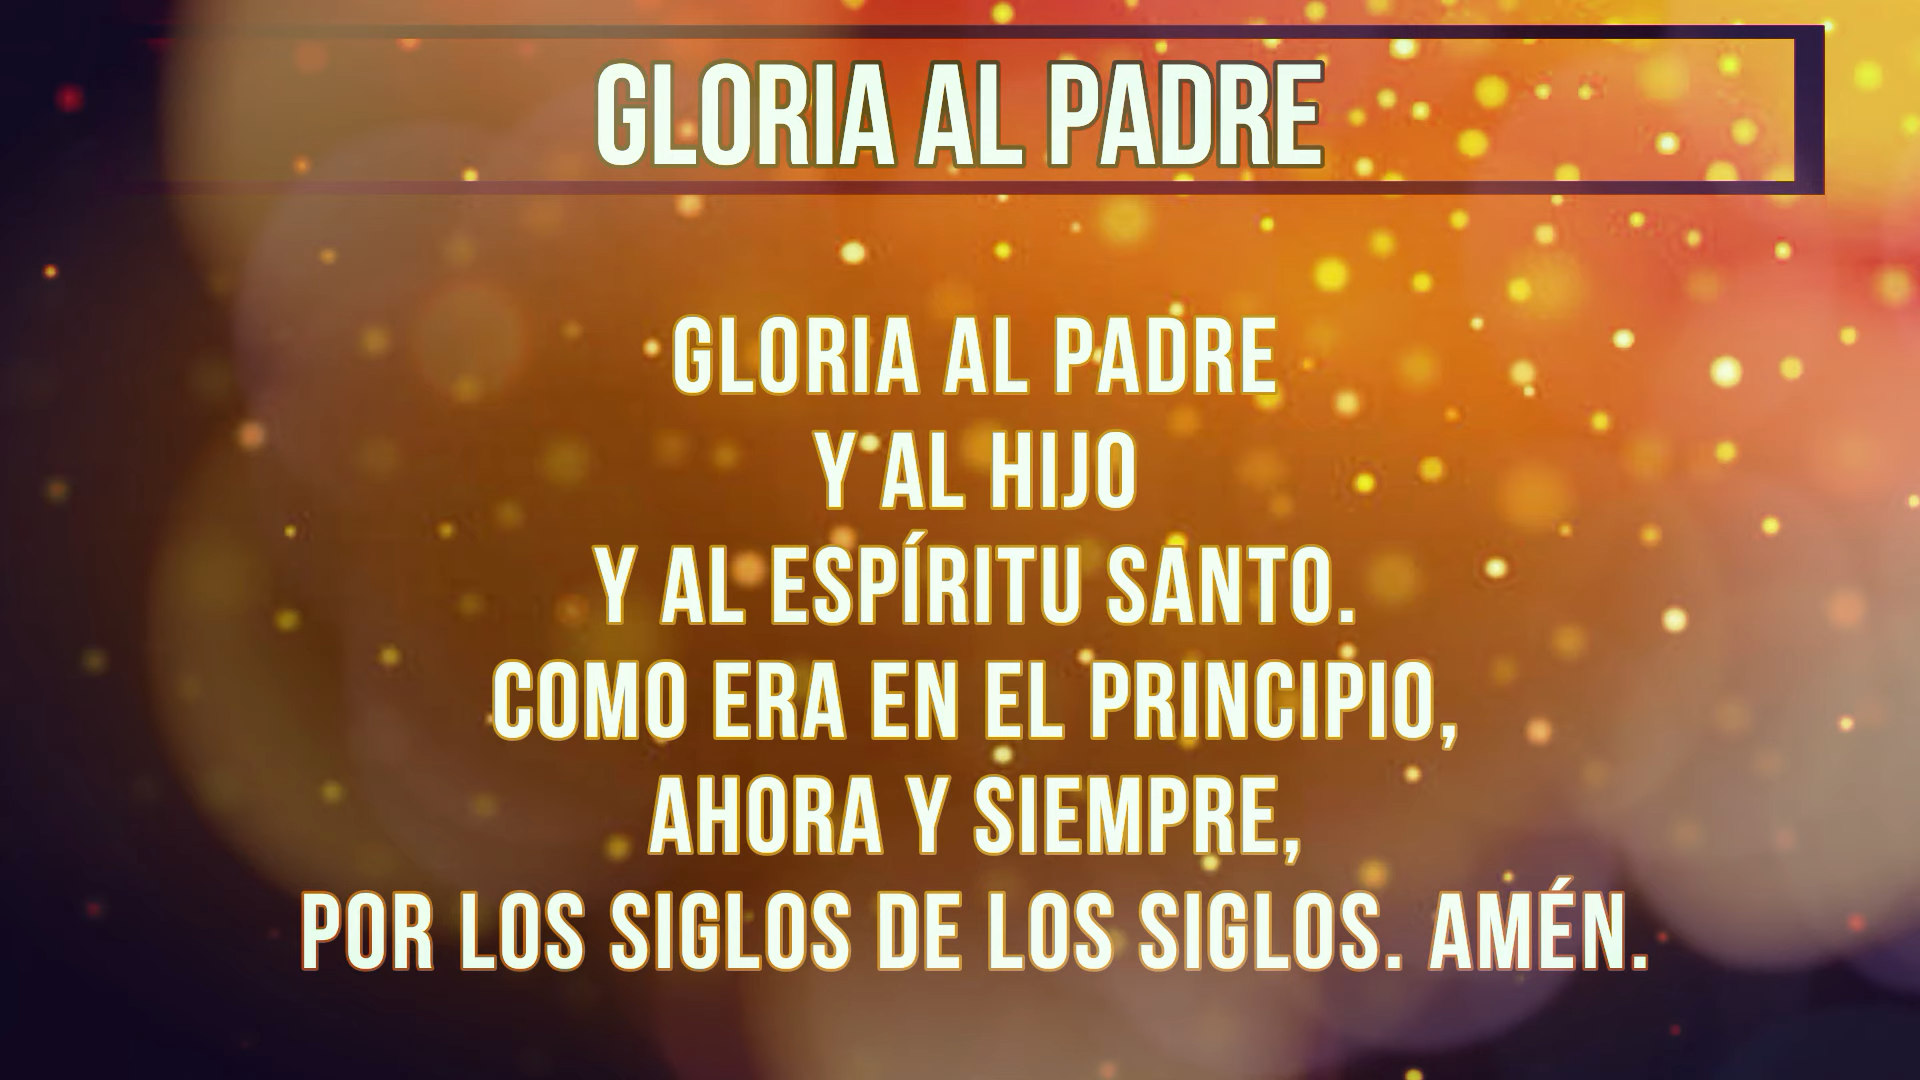 GLORIA AL PADRE
GLORIA AL PADRE
Y AL HIJO
Y AL ESPÍRITU SANTO.
COMO ERA EN EL PRINCIPIO,
AHORA Y SIEMPRE,
POR LOS SIGLOS DE LOS SIGLOS. AMÉN.